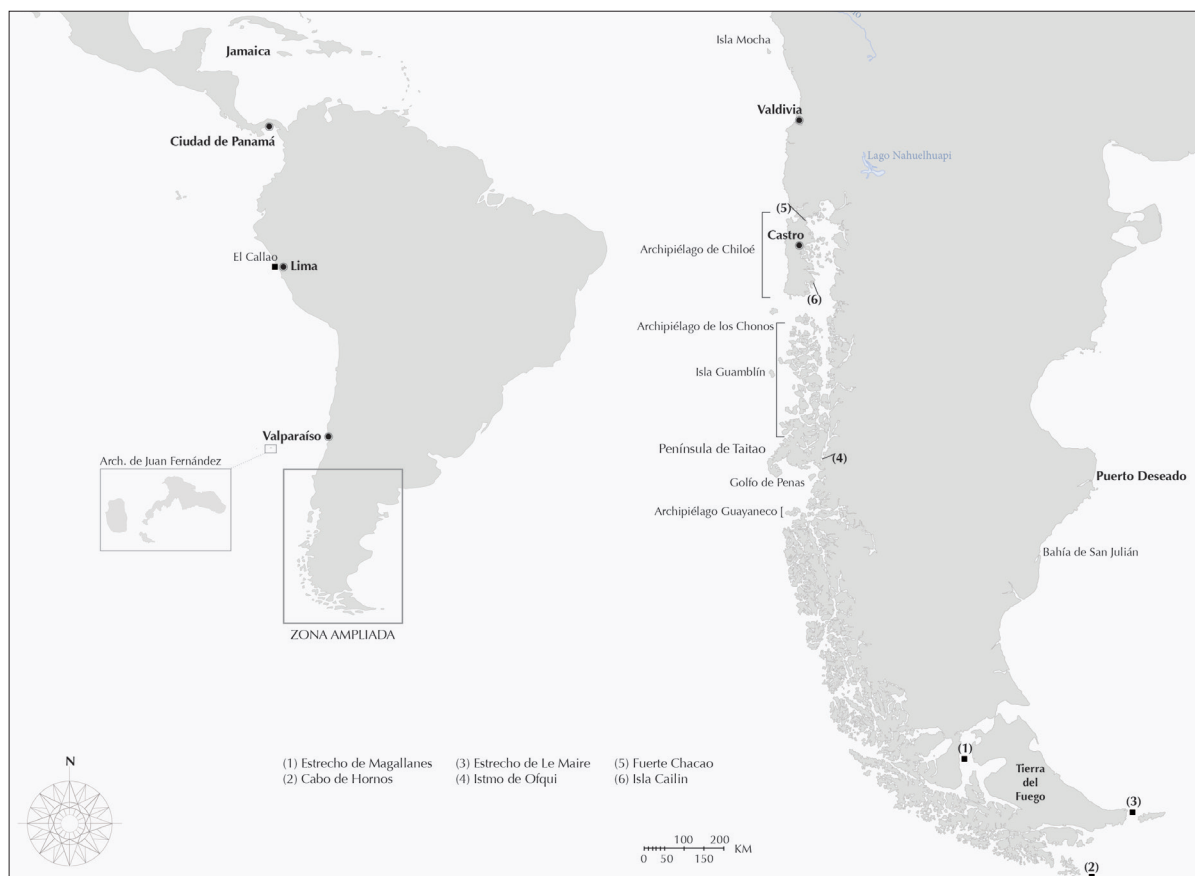 Jamaica
Ciudad de Panamá
El Callao
Lima
Valparaíso
Arch. de Juan Fernández
ZONA AMPLIADA
Isla Mocha
Valdivia
Lago Nahuelhuapi
(5)
Castro
Archipiélago de Chiloé
(6)
Archipiélago de los Chonos
Isla Guamblín
Península de Taitao
(4)
Golfo de Penas
Puerto Deseado
Archipiélago Guayaneco
Bahía de San Julián
(1)
Tierra
del
Fuego
(3)
(2)
N
(1) Estrecho de Magallanes (3) Estrecho de Le Maire (5) Fuerte Chacao
(2) Cabo de Hornos (4) Istmo de Ofqui (6) Isla Cailin
100 200
0 50 150 KM